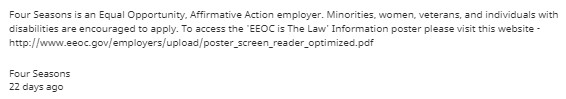 Four Seasons is an Equal Opportunity, Affirmative Action employer. Minorities, women, veterans, and individuals with
disabilities are encouraged to apply. To access the 'EEOC is The Law' Information poster please visit this website -
http://www.eeoc.gov/employers/upload/poster_screen_reader_optimized.pdf
Four Seasons
22 days ago